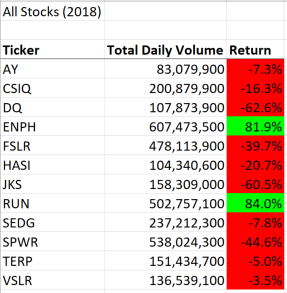 All Stocks (2018)
Ticker Total Daily Volume Return
AY 83,079,900 -7.3%
CSIQ 200,879,900 -16.3%
DQ 107,873,900 -62.6%
ENPH 607,473,500 81.9%
FSLR 478,113,900 -39.7%
HASI 104,340,600 -20.7%
JKS 158,309,000 -60.5%
RUN 502,757,100 84.0%
SEDG 237,212,300 -7.8%
SPWR 538,024,300 -44.6%
TERP 151,434,700 -5.0%
VSLR 136,539,100 -3.5%